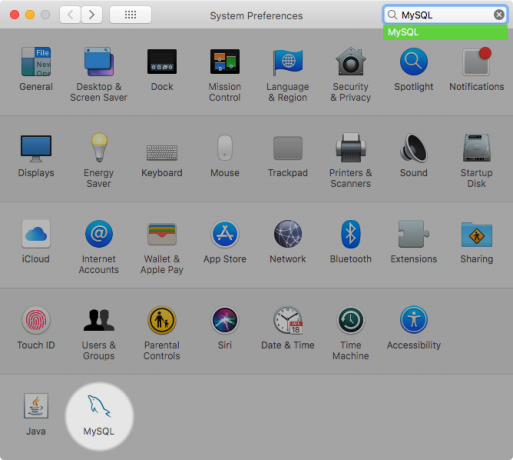 System Preferences
MySQL
MySQL
File
New
General
Desktop &
Screen Saver
Dock
Mission
Control
Language
& Region
Security
& Privacy
Spotlight
Notifications
Displays
Energy
Saver
Keyboard
Mouse
Trackpad
Printers &
Scanners
Sound
Startup
Disk
iCloud
Internet
Accounts
Wallet &
Apple Pay
App Store
Network
Bluetooth
Extensions
Sharing
Touch ID
Users &
Groups
Parental
Controls
Siri
Date & Time
Time
Machine
Accessibility
Java
MySQL